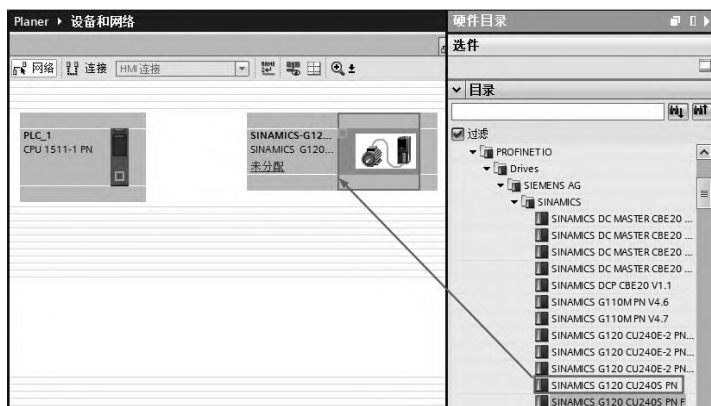 Planer ▸ 设备和网络
网络 连接 HMI 连接
PLC_1
CPU 1511-1 PN
SINAMICS-G12...
SINAMICS G120...
未分配
硬件目录
选件
目录
过滤
PROFINET IO
Drives
SIEMENS AG
SINAMICS
SINAMICS DC MASTER CBE20 ...
SINAMICS DC MASTER CBE20 ...
SINAMICS DC MASTER CBE20 ...
SINAMICS DC MASTER CBE20 ...
SINAMICS DCP CBE20 V1.1
SINAMICS G110M PN V4.6
SINAMICS G110M PN V4.7
SINAMICS G120 CU240E-2 PN...
SINAMICS G120 CU240E-2 PN...
SINAMICS G120 CU240E-2 PN...
SINAMICS G120 CU240S PN
SINAMICS G120 CU240S PN F